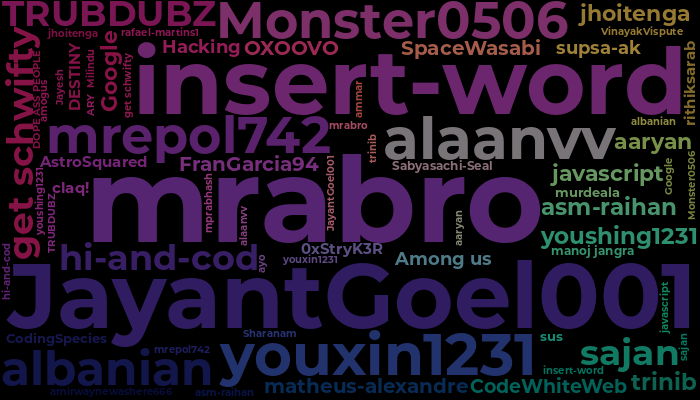 TRUBDUBZ
Monster0506
jhoitenga
jhoitenga
rafael-martins1
VinayakVispute
get schwifty
DOPE ASS PEOPLE
amogus
Jayesh
DESTINY
ARY Milindu
Google
get schwifty
Hacking
OXOOVO
SpaceWasabi
supsa-ak
rithiksarab
insert-word
ammar
albanian
mrepol742
mrabro
trinib
alaanvv
aaryan
AstroSquared
FranGarcia94
Sabyasachi-Seal
javascript
Google
Monster0506
youshing1231
claq!
TRUBDUBZ
mrabro
mprabhash
alaanvv
JayantGoel001
aaryan
murdeala
asm-raihan
youshing1231
manoj jangra
hi-and-cod
hi-and-cod
ayo
0xStryK3R
youxin1231
Among us
JayantGoel001
javascript
CodingSpecies
Sharanam
mrepol742
albanian
youxin1231
sus
sajan
sajan
insert-word
amirwaynewashere666
asm-raihan
matheus-alexandre
CodeWhiteWeb
trinib